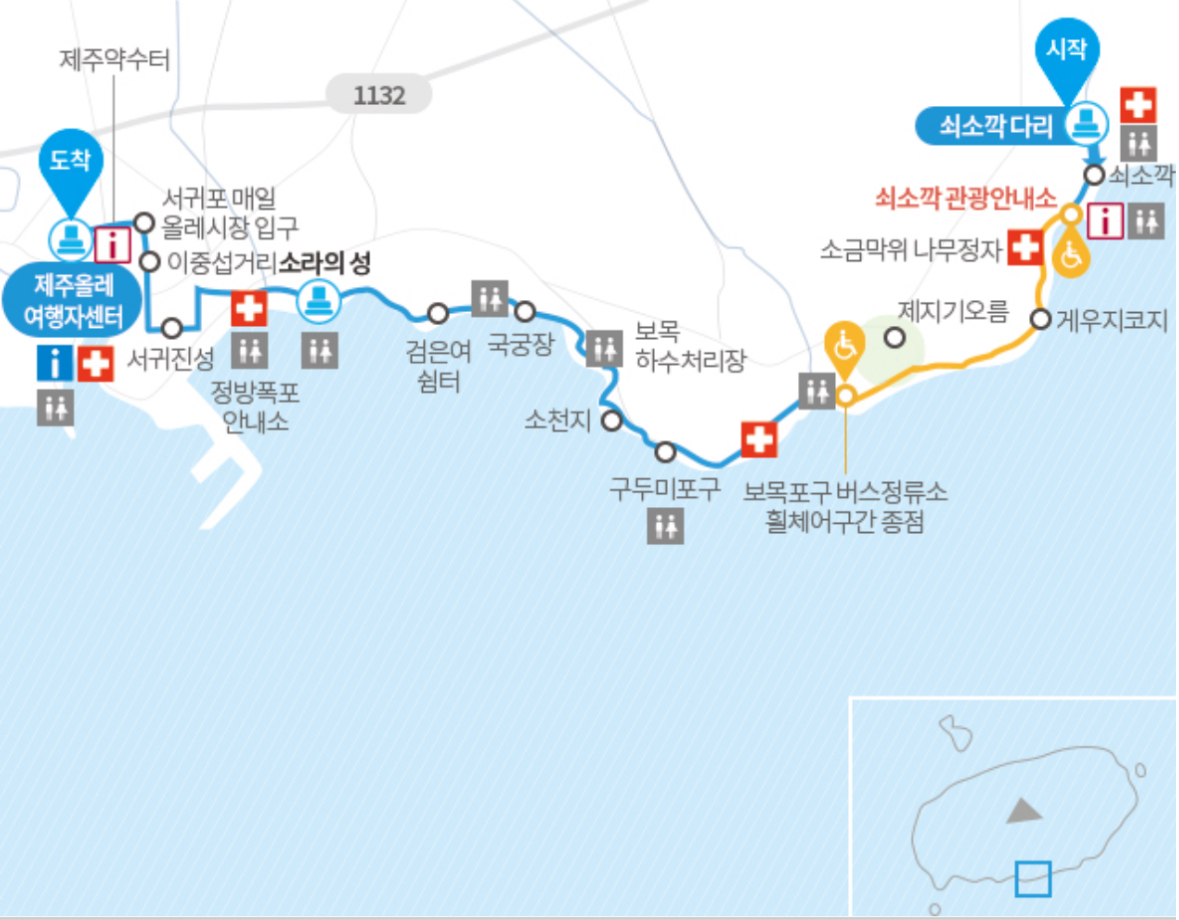 시작
제주약수터
1132
쇠소깍 다리
도착
쇠소깍
서귀포 매일
올레시장 입구
쇠소깍 관광안내소
이중섭거리
소라의 성
소금막위 나무정자
제주올레
여행자센터
제지기오름
게우지코지
서귀진성
검은여
쉼터
국궁장
보목
하수처리장
정방폭포
안내소
소천지
구두미포구
보목포구 버스정류소
휠체어구간 종점